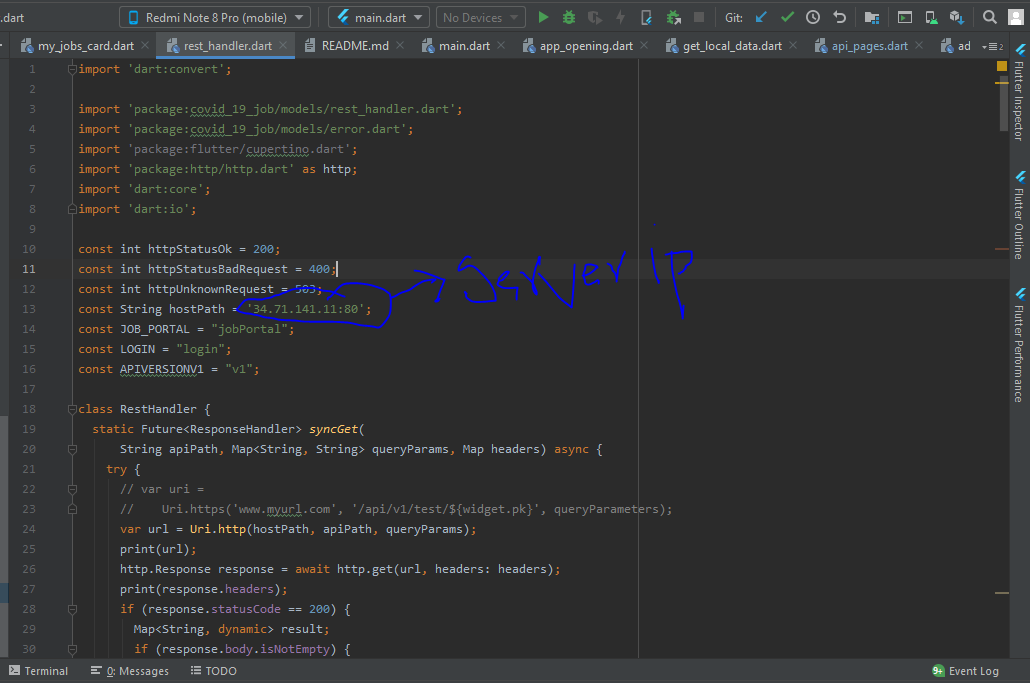 .dart
Redmi Note 8 Pro (mobile)
main.dart
No Devices
Git:
my_jobs_card.dart
rest_handler.dart
README.md
main.dart
app_opening.dart
get_local_data.dart
api_pages.dart
ad
2
1 import 'dart:convert';
2
3 import 'package:covid_19_job/models/rest_handler.dart';
4 import 'package:covid_19_job/models/error.dart';
5 import 'package:flutter/cupertino.dart';
6 import 'package:http/http.dart' as http;
7 import 'dart:core';
8 import 'dart:io';
9
10 const int httpStatusOk = 200;
11 const int httpStatusBadRequest = 400;
12 const int httpUnknownRequest = 503;
13 const String hostPath = '34.71.141.11:80';
Server IP
14 const JOB_PORTAL = "jobPortal";
15 const LOGIN = "login";
16 const APIVERSIONV1 = "v1";
17
18 class RestHandler {
19 static Future<ResponseHandler> syncGet(
20 String apiPath, Map<String, String> queryParams, Map headers) async {
21 try {
22 // var uri =
23 // Uri.https('www.myurl.com', '/api/v1/test/${widget.pk}', queryParameters);
24 var url = Uri.http(hostPath, apiPath, queryParams);
25 print(url);
26 http.Response response = await http.get(url, headers: headers);
27 print(response.headers);
28 if (response.statusCode == 200) {
29 Map<String, dynamic> result;
30 if (response.body.isNotEmpty) {
Flutter Inspector
Flutter Outline
Flutter Performance
Terminal
0: Messages
TODO
9+ Event Log